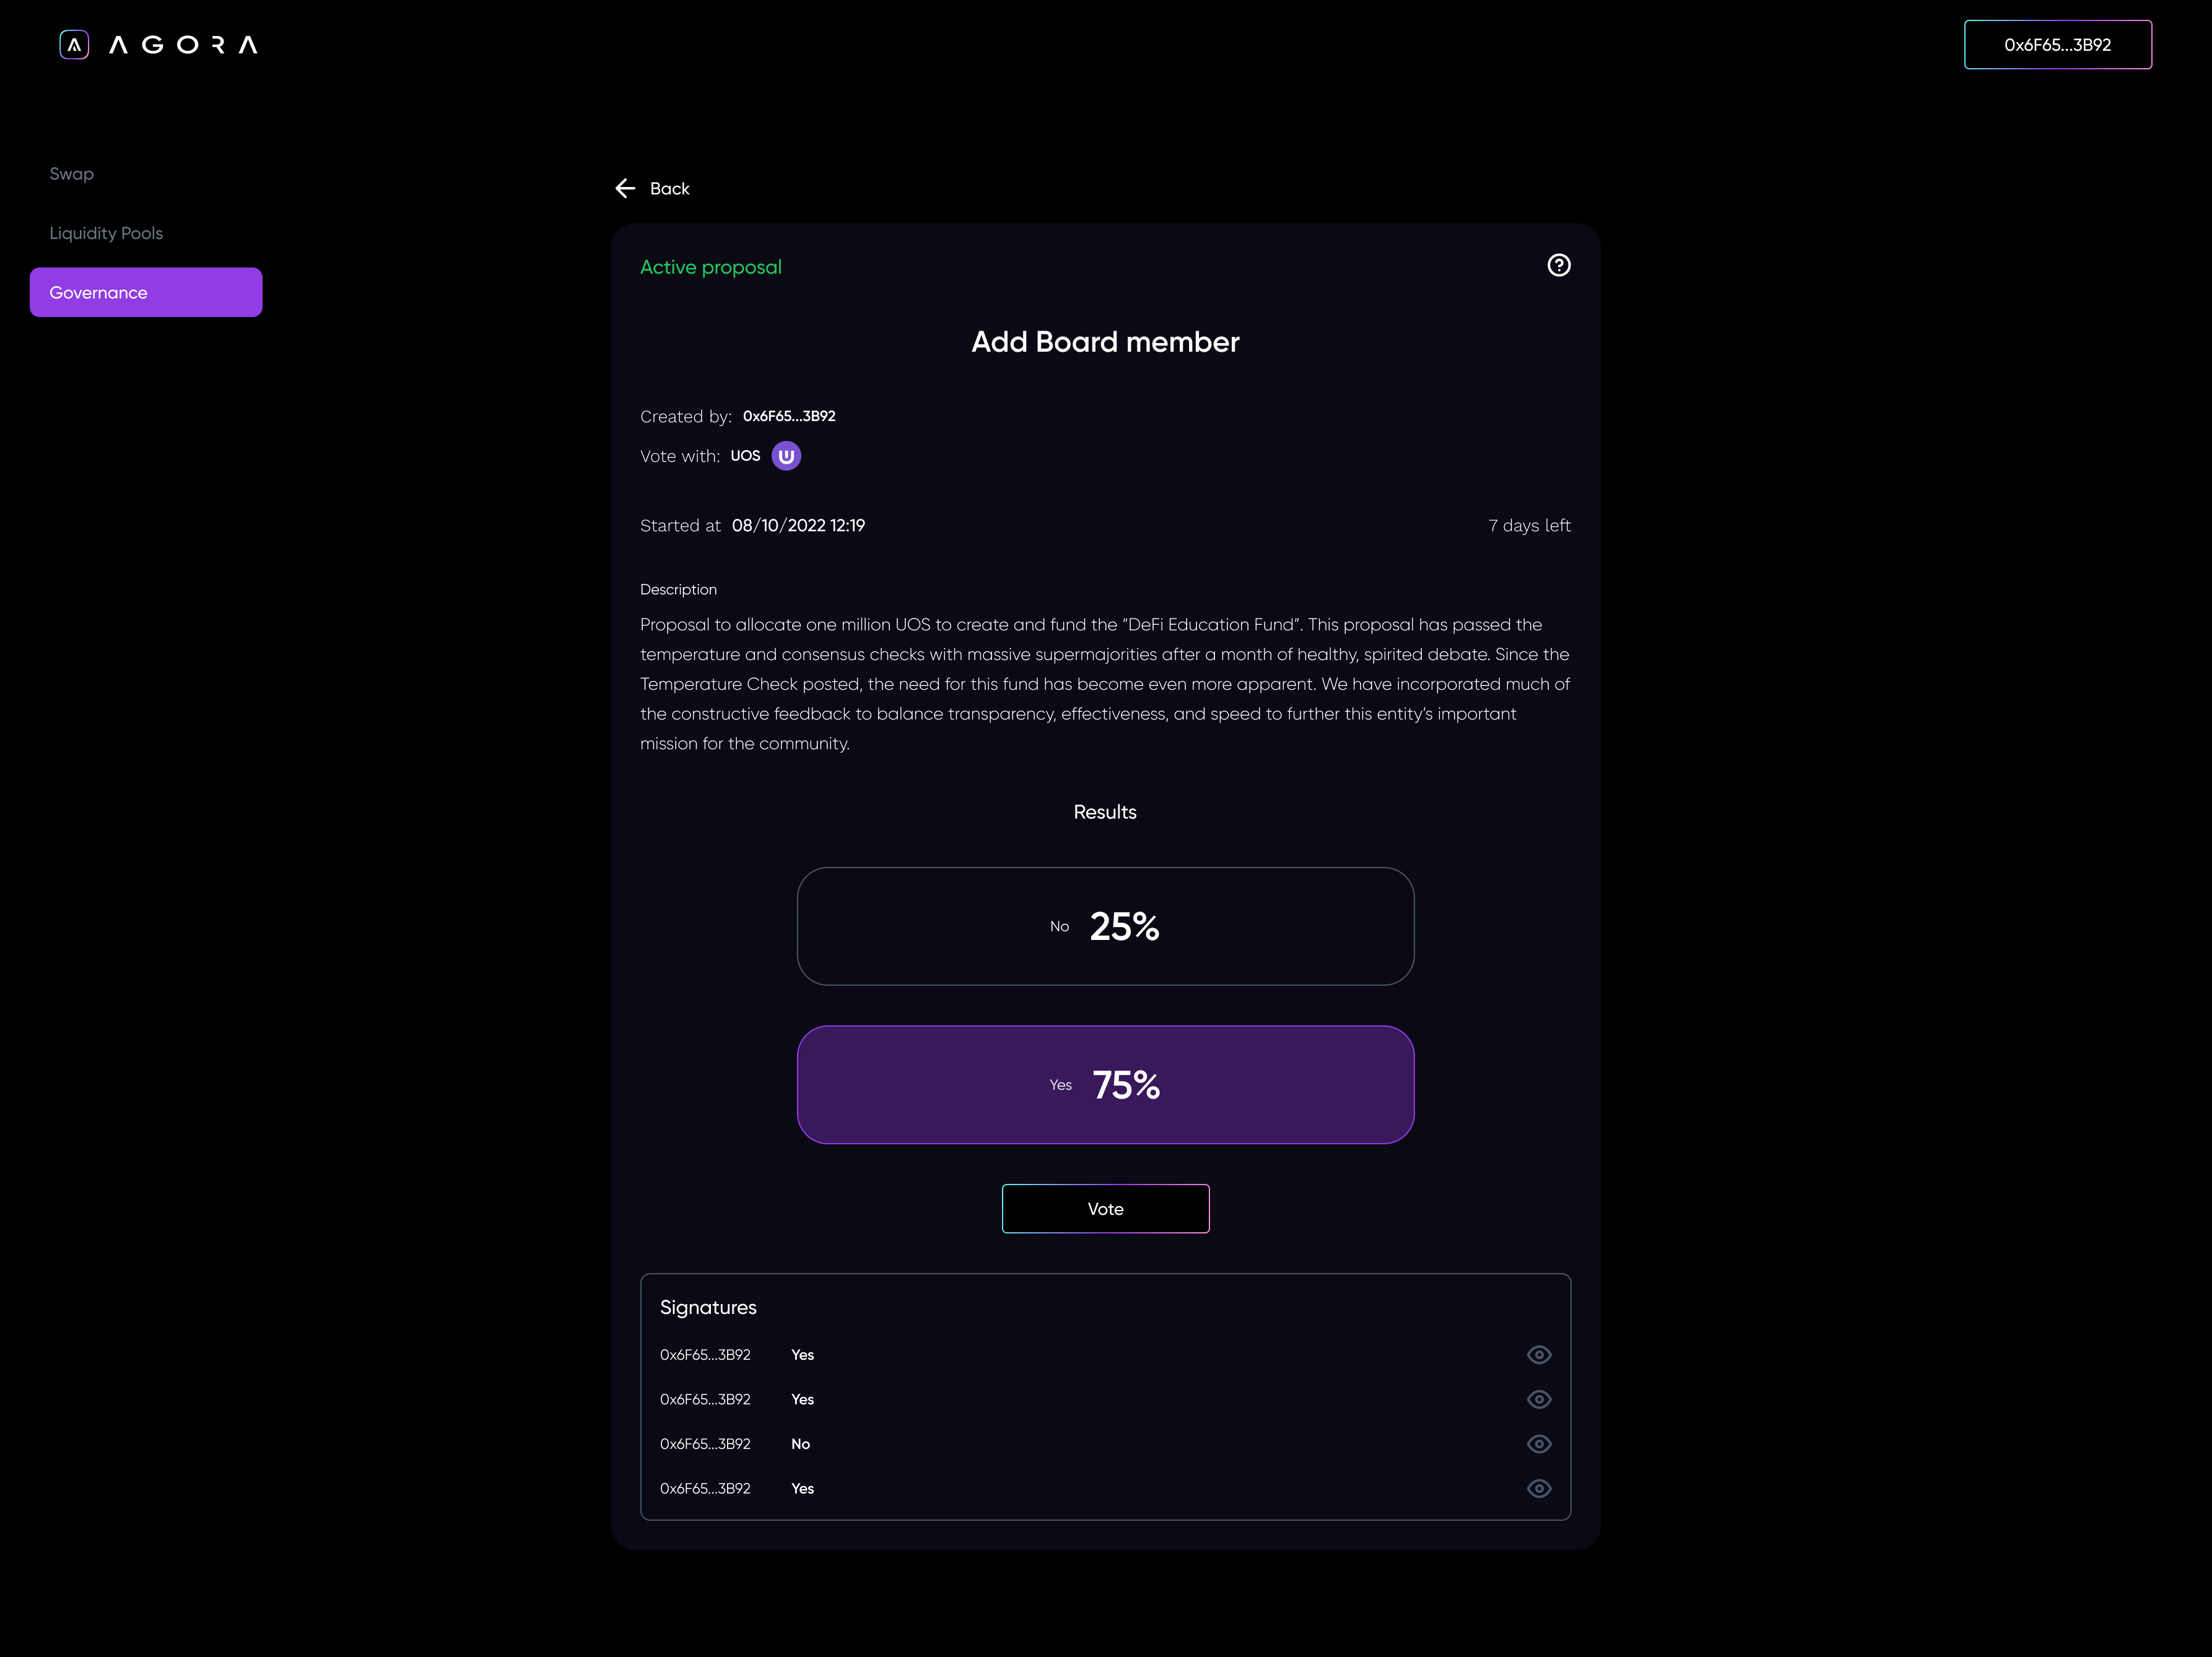 AGORA
0x6F65...3B92
Swap
Liquidity Pools
Governance
Back
Active proposal
Add Board member
Created by: 0x6F65...3B92
Vote with: UOS
Started at 08/10/2022 12:19
7 days left
Description
Proposal to allocate one million UOS to create and fund the “DeFi Education Fund”. This proposal has passed the
temperature and consensus checks with massive supermajorities after a month of healthy, spirited debate. Since the
Temperature Check posted, the need for this fund has become even more apparent. We have incorporated much of
the constructive feedback to balance transparency, effectiveness, and speed to further this entity’s important
mission for the community.
Results
No 25%
Yes 75%
Vote
Signatures
0x6F65...3B92 Yes
0x6F65...3B92 Yes
0x6F65...3B92 No
0x6F65...3B92 Yes